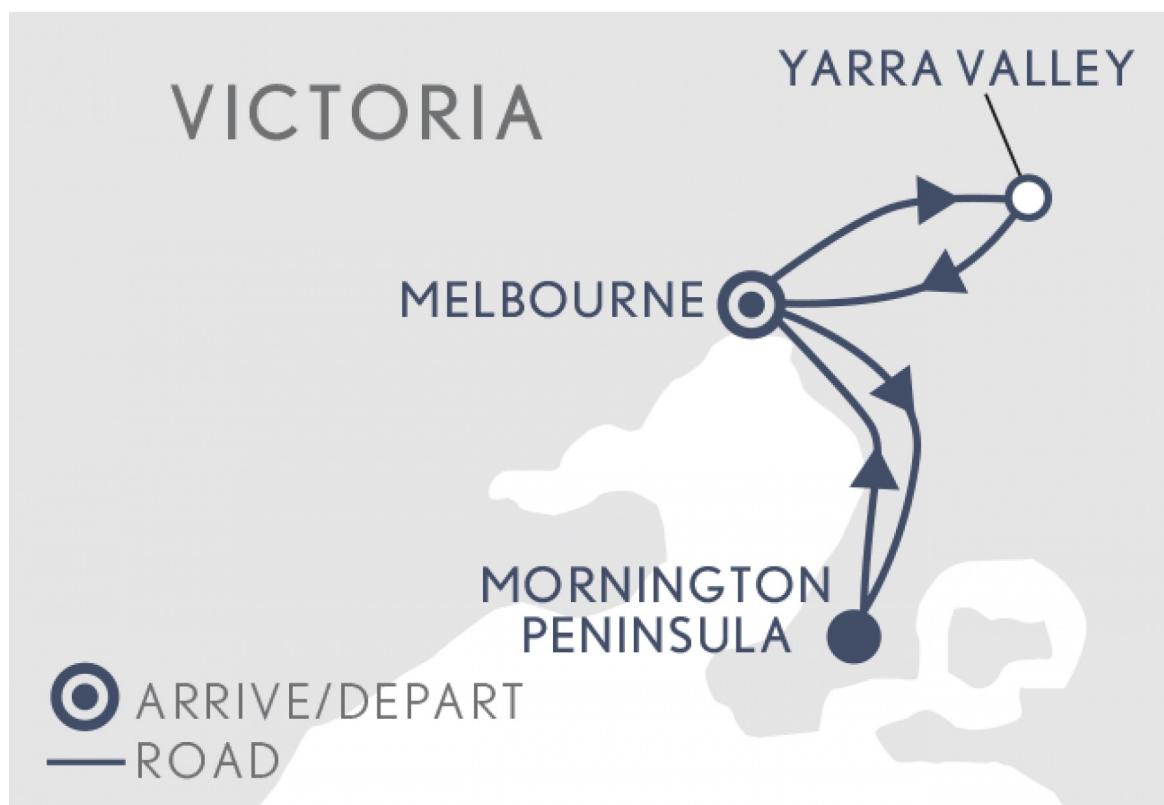 YARRA VALLEY
VICTORIA
MELBOURNE
MORNINGTON
PENINSULA
ARRIVE/DEPART
ROAD